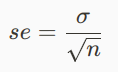 se = σ / √n